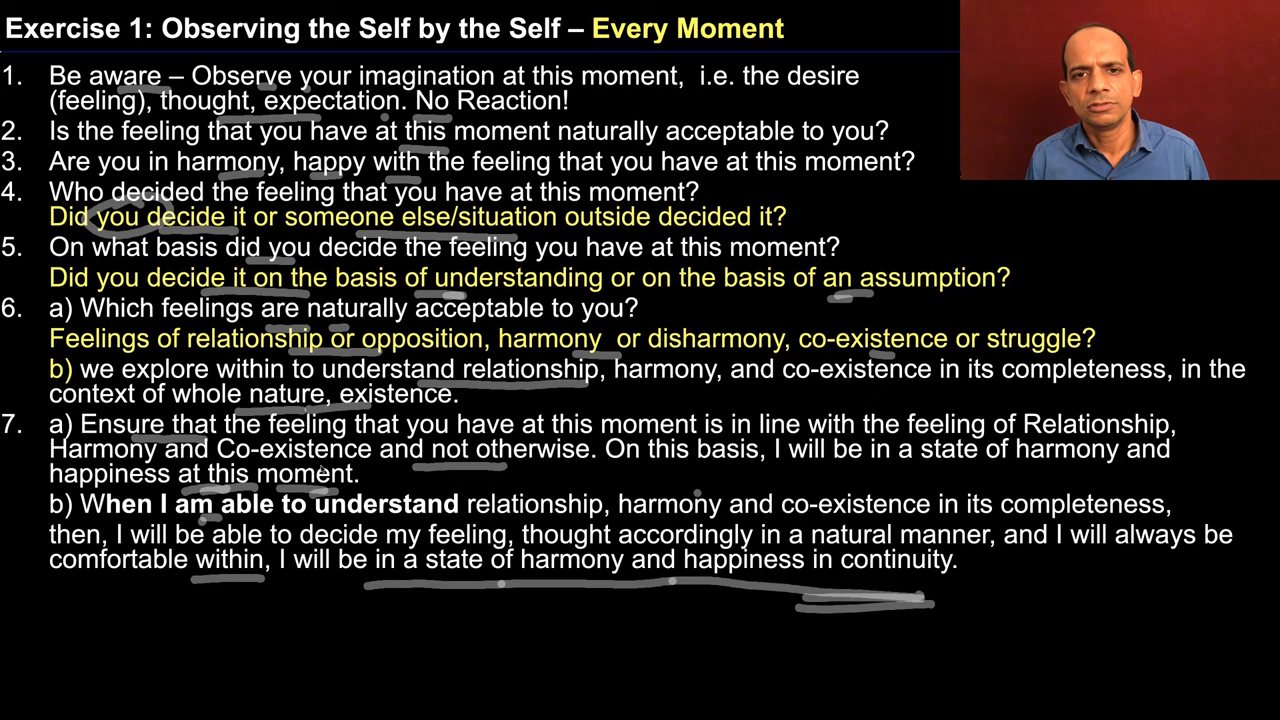 Exercise 1: Observing the Self by the Self – Every Moment
1. Be aware – Observe your imagination at this moment, i.e. the desire
(feeling), thought, expectation. No Reaction!
2. Is the feeling that you have at this moment naturally acceptable to you?
3. Are you in harmony, happy with the feeling that you have at this moment?
4. Who decided the feeling that you have at this moment?
Did you decide it or someone else/situation outside decided it?
5. On what basis did you decide the feeling you have at this moment?
Did you decide it on the basis of understanding or on the basis of an assumption?
6. a) Which feelings are naturally acceptable to you?
Feelings of relationship or opposition, harmony or disharmony, co-existence or struggle?
b) we explore within to understand relationship, harmony, and co-existence in its completeness, in the
context of whole nature, existence.
7. a) Ensure that the feeling that you have at this moment is in line with the feeling of Relationship,
Harmony and Co-existence and not otherwise. On this basis, I will be in a state of harmony and
happiness at this moment.
b) When I am able to understand relationship, harmony and co-existence in its completeness,
then, I will be able to decide my feeling, thought accordingly in a natural manner, and I will always be
comfortable within, I will be in a state of harmony and happiness in continuity.